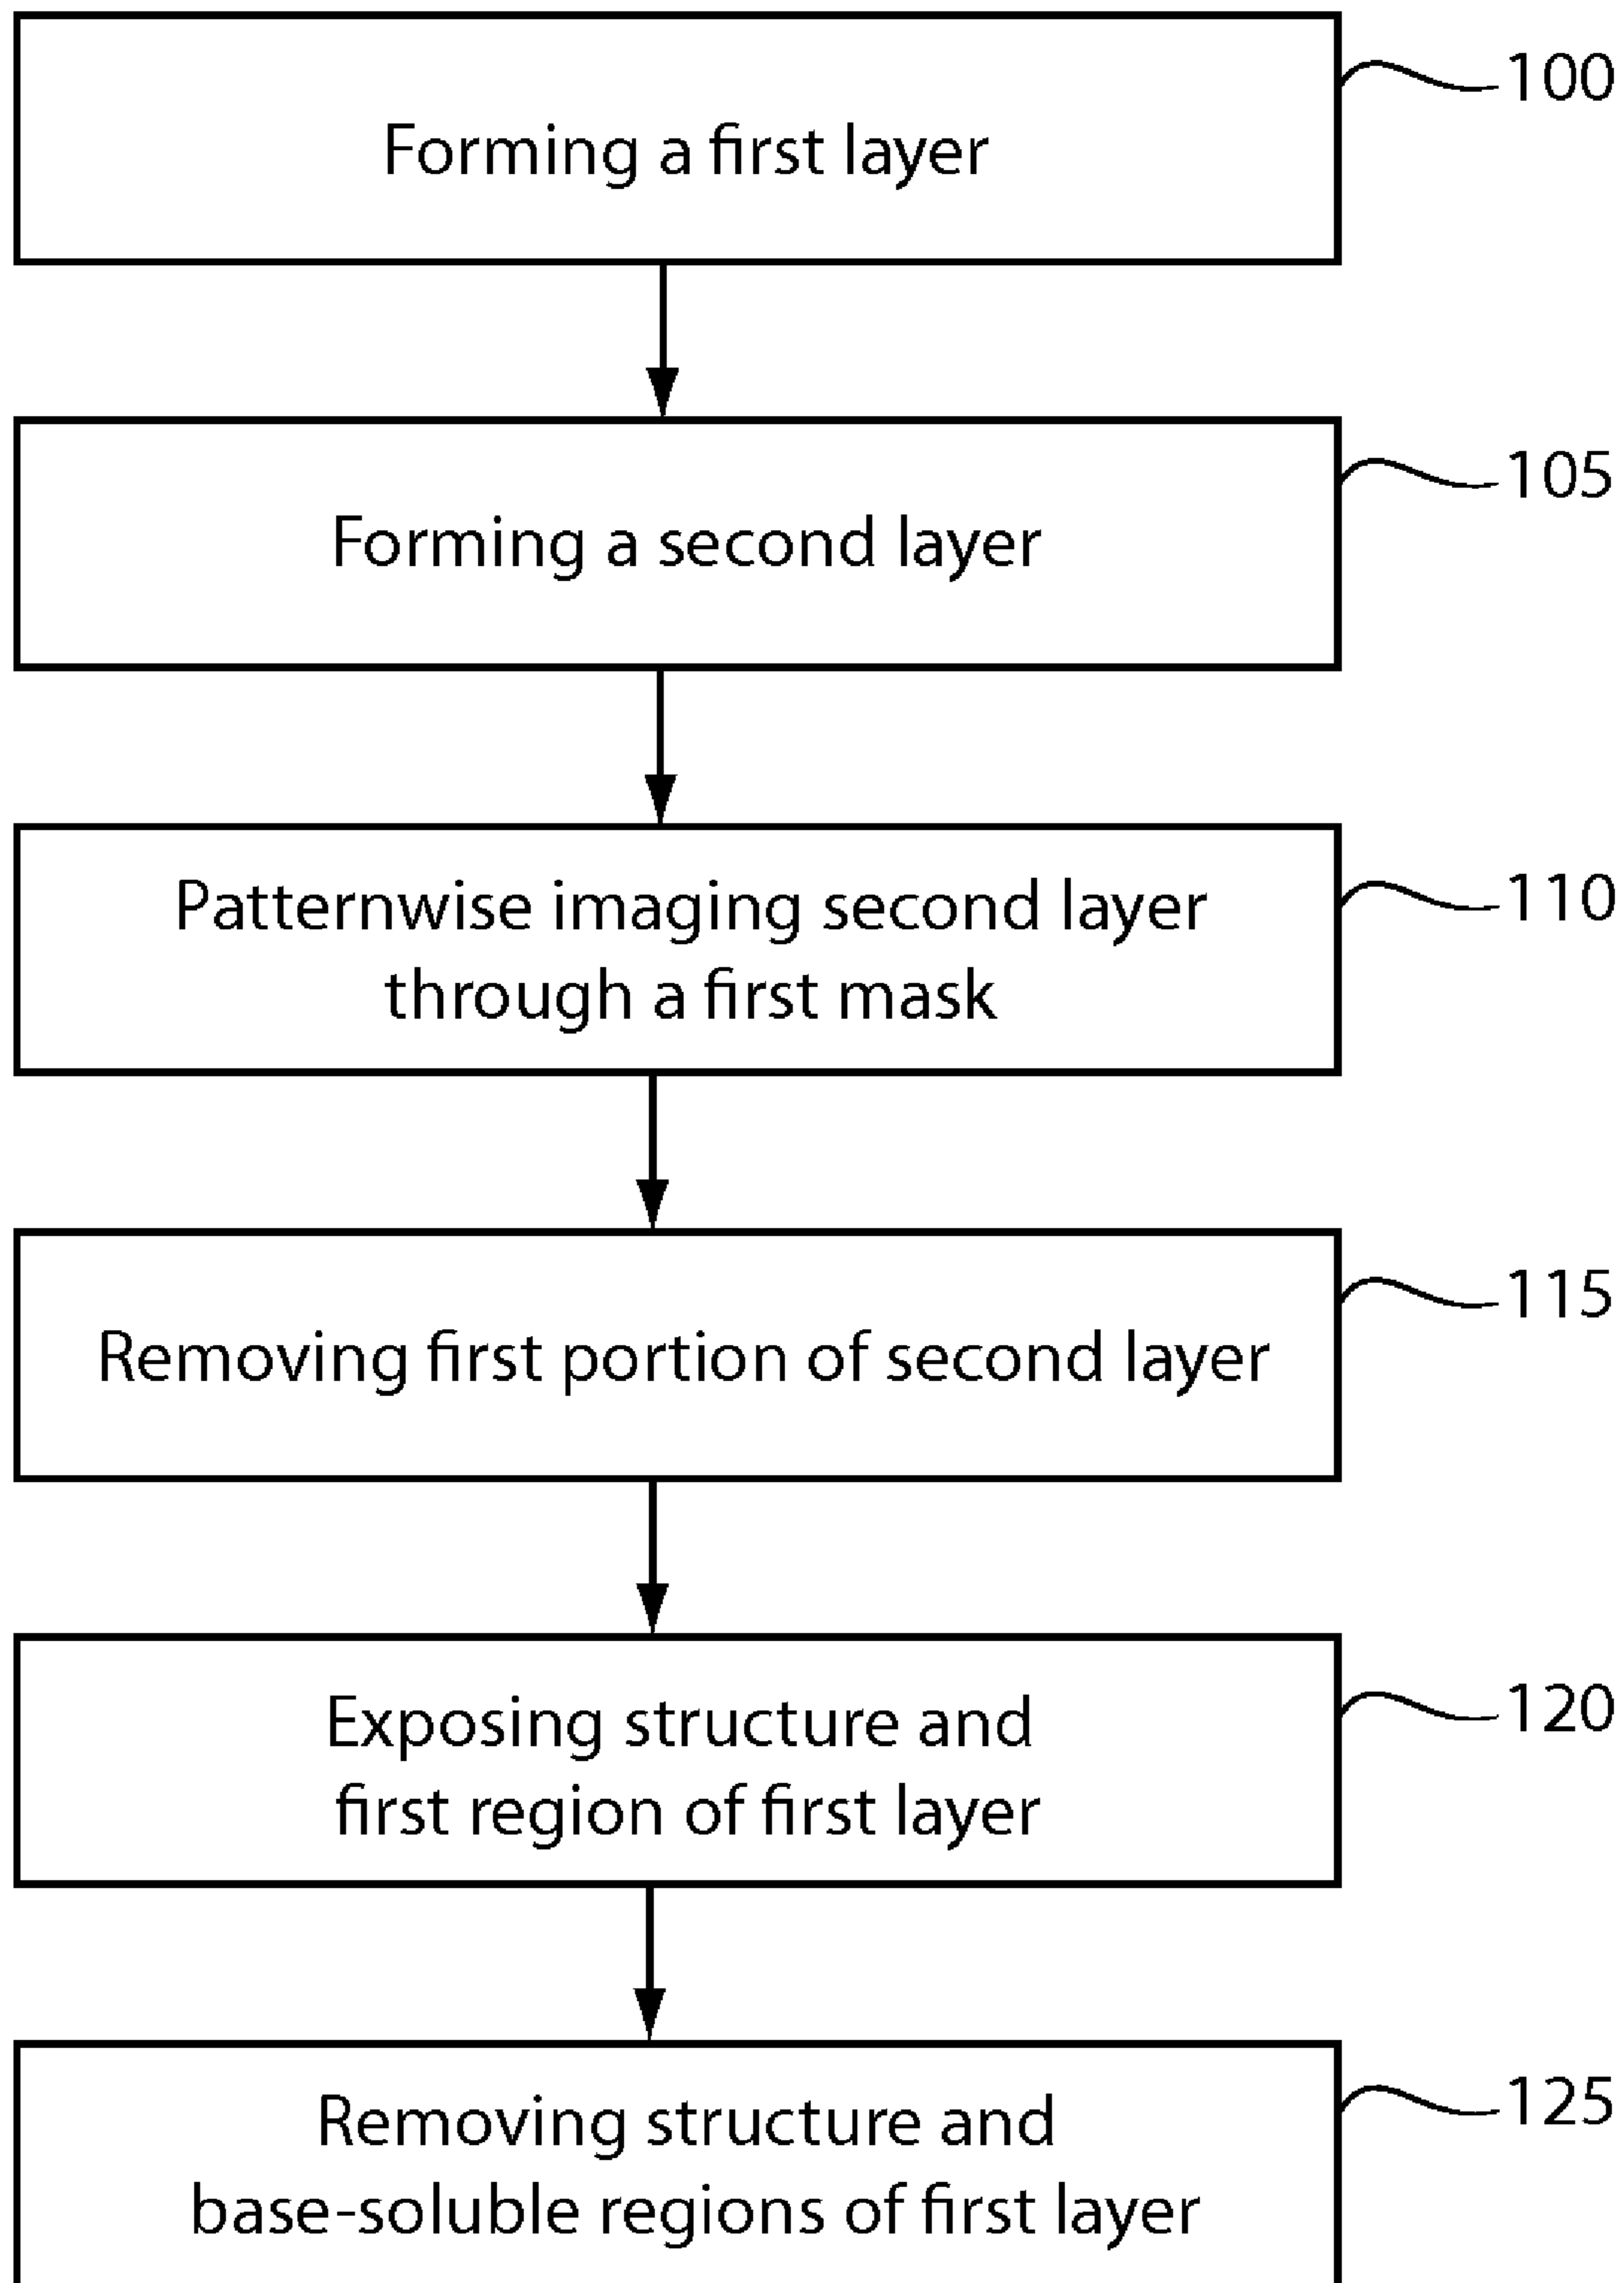 100
Forming a first layer
105
Forming a second layer
110
Patternwise imaging second layer
through a first mask
115
Removing first portion of second layer
120
Exposing structure and
first region of first layer
125
Removing structure and
base-soluble regions of first layer